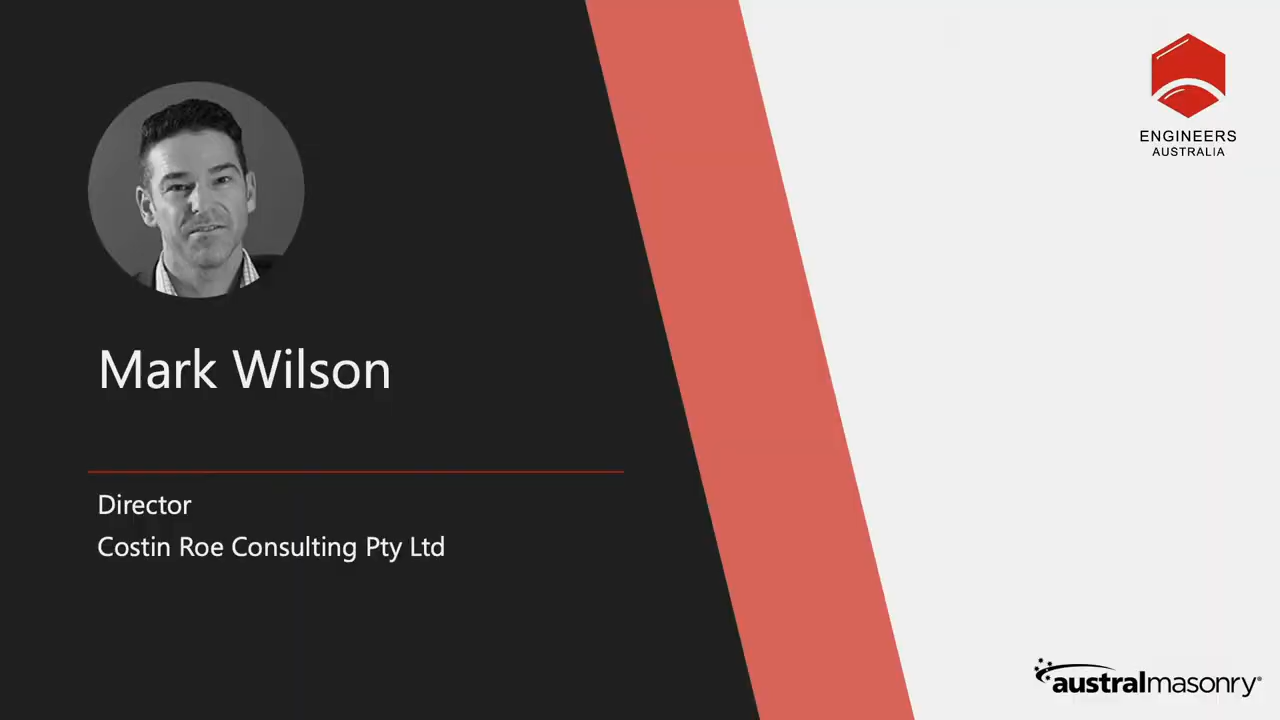 Mark Wilson
Director
Costin Roe Consulting Pty Ltd
ENGINEERS
AUSTRALIA
australmasonry®